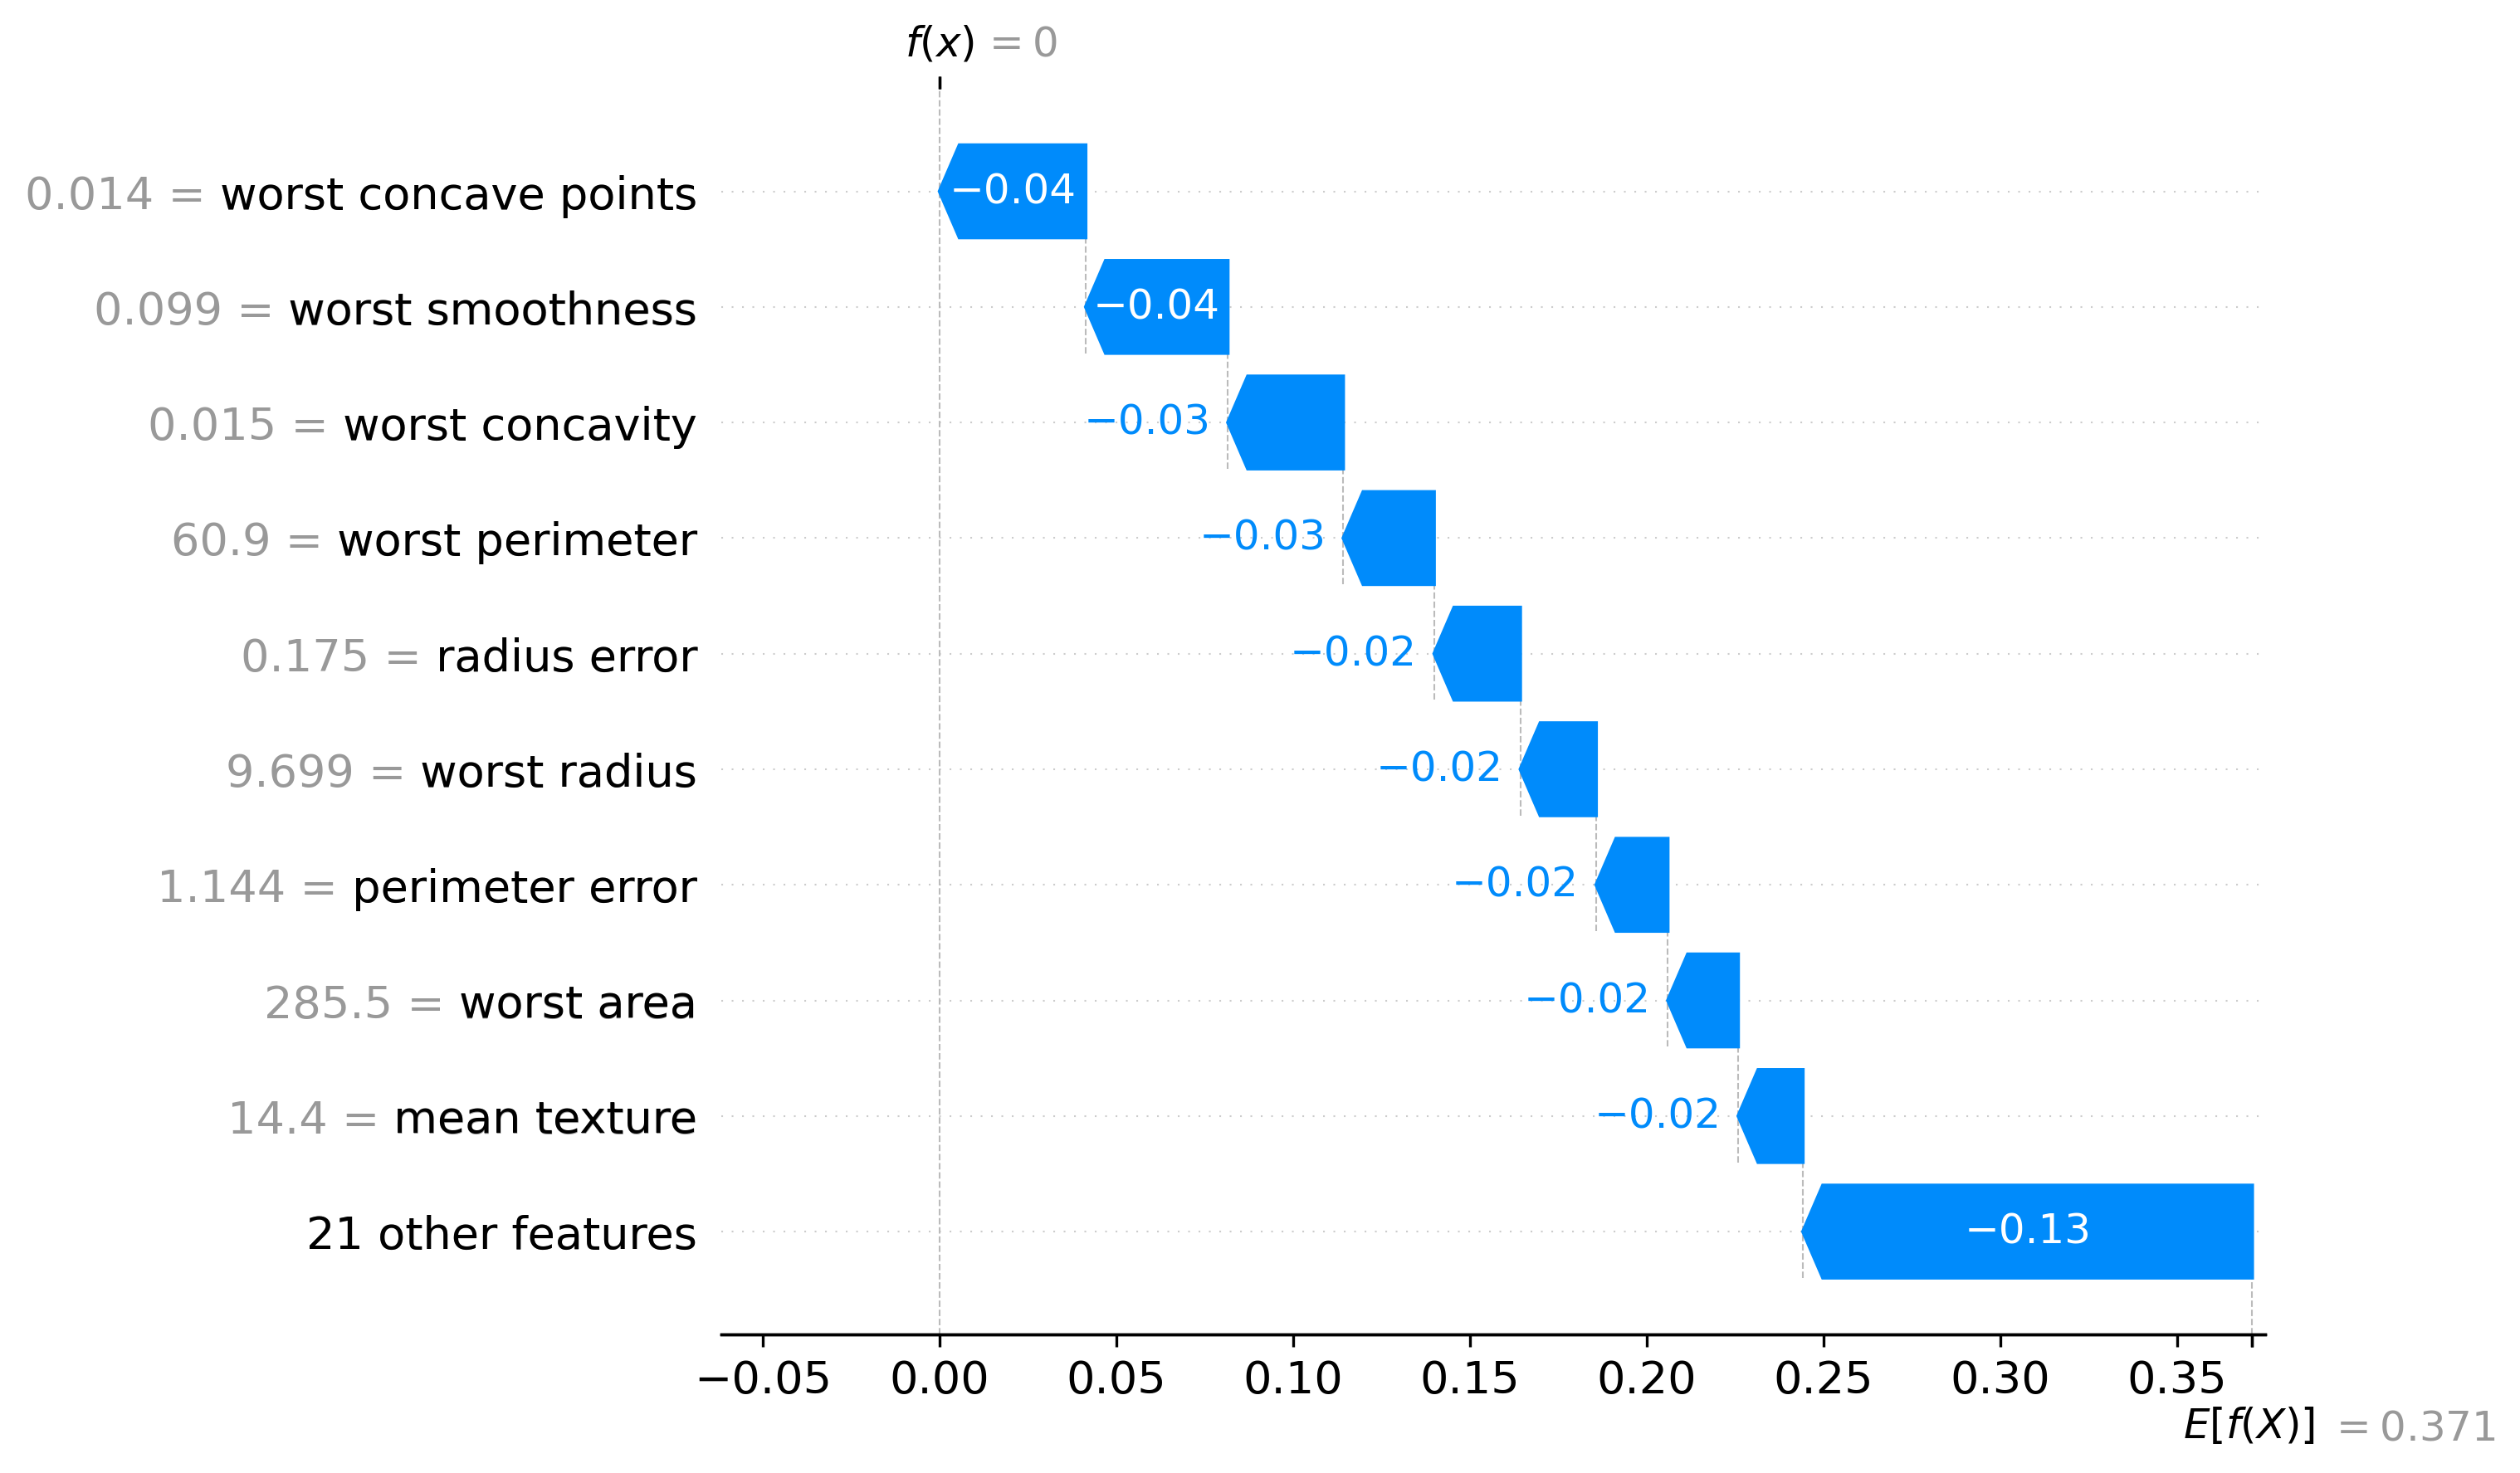 f(x) = 0
0.014 = worst concave points −0.04
0.099 = worst smoothness −0.04
0.015 = worst concavity −0.03
60.9 = worst perimeter −0.03
0.175 = radius error −0.02
9.699 = worst radius −0.02
1.144 = perimeter error −0.02
285.5 = worst area −0.02
14.4 = mean texture −0.02
21 other features −0.13
−0.05 0.00 0.05 0.10 0.15 0.20 0.25 0.30 0.35
E[f(X)] = 0.371